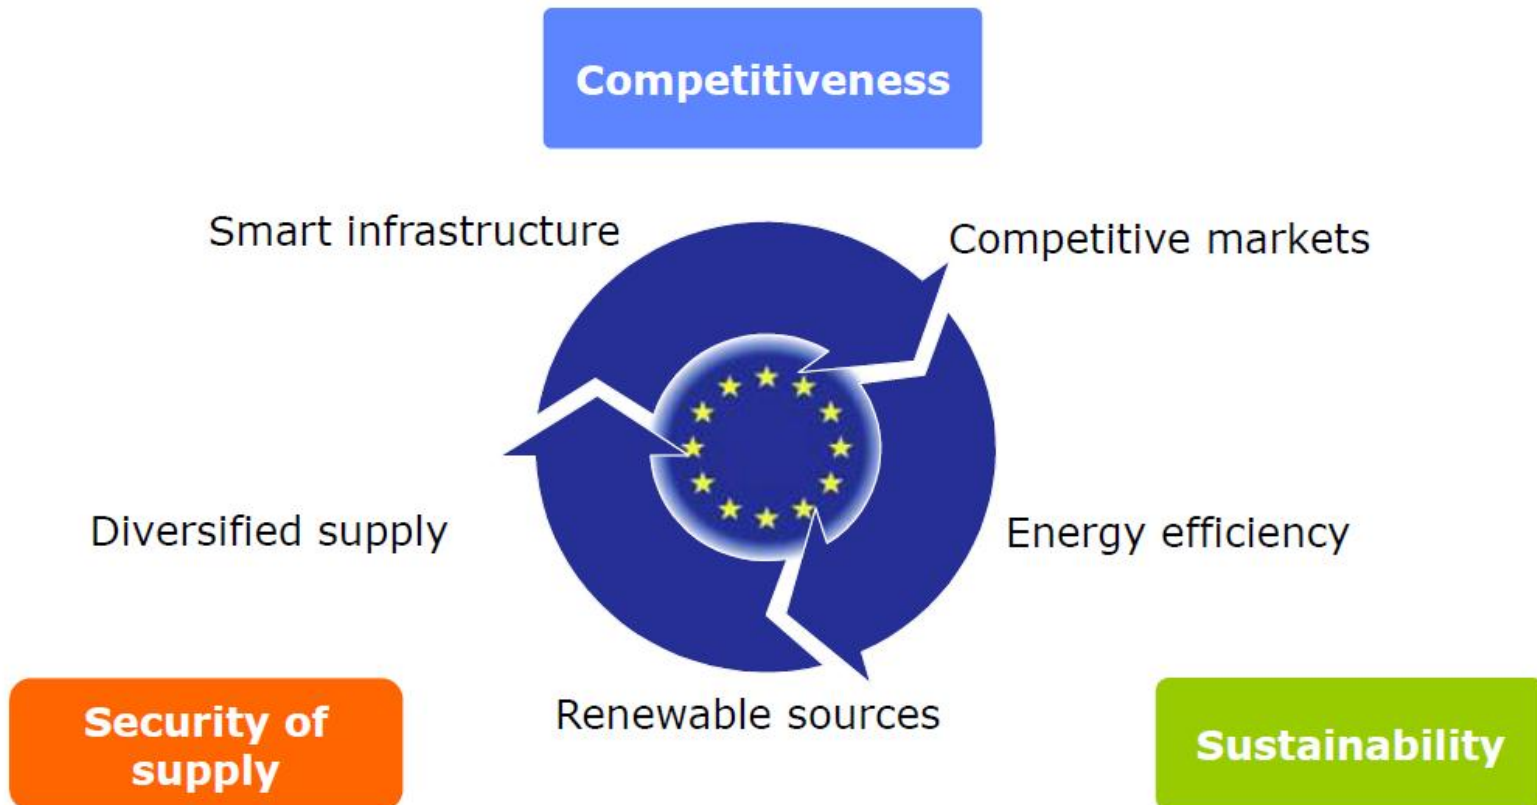 Competitiveness
Smart infrastructure
Competitive markets
Diversified supply
Energy efficiency
Renewable sources
Security of
supply
Sustainability